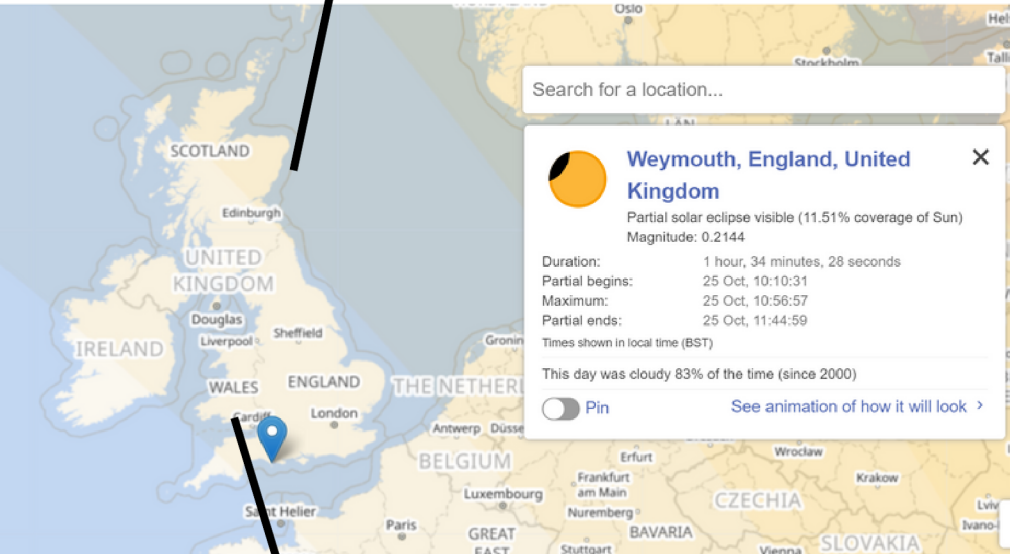 Oslo
Stockholm
Search for a location...
LÄN
SCOTLAND
Weymouth, England, United
Kingdom
Partial solar eclipse visible (11.51% coverage of Sun)
Magnitude: 0.2144
Edinburgh
UNITED
KINGDOM
Duration: 1 hour, 34 minutes, 28 seconds
Partial begins: 25 Oct, 10:10:31
Maximum: 25 Oct, 10:56:57
Partial ends: 25 Oct, 11:44:59
Times shown in local time (BST)
Douglas
Sheffield
Liverpool
IRELAND
This day was cloudy 83% of the time (since 2000)
WALES
ENGLAND
Pin
See animation of how it will look
Cardiff
London
Antwerp
BELGIUM
Erfurt
Wroclaw
Frankfurt
am Main
Krakow
Luxembourg
CZECHIA
Saint Helier
Nuremberg
Paris
GREAT
EAST
BAVARIA
SLOVAKIA
Stuttgart
Vienna